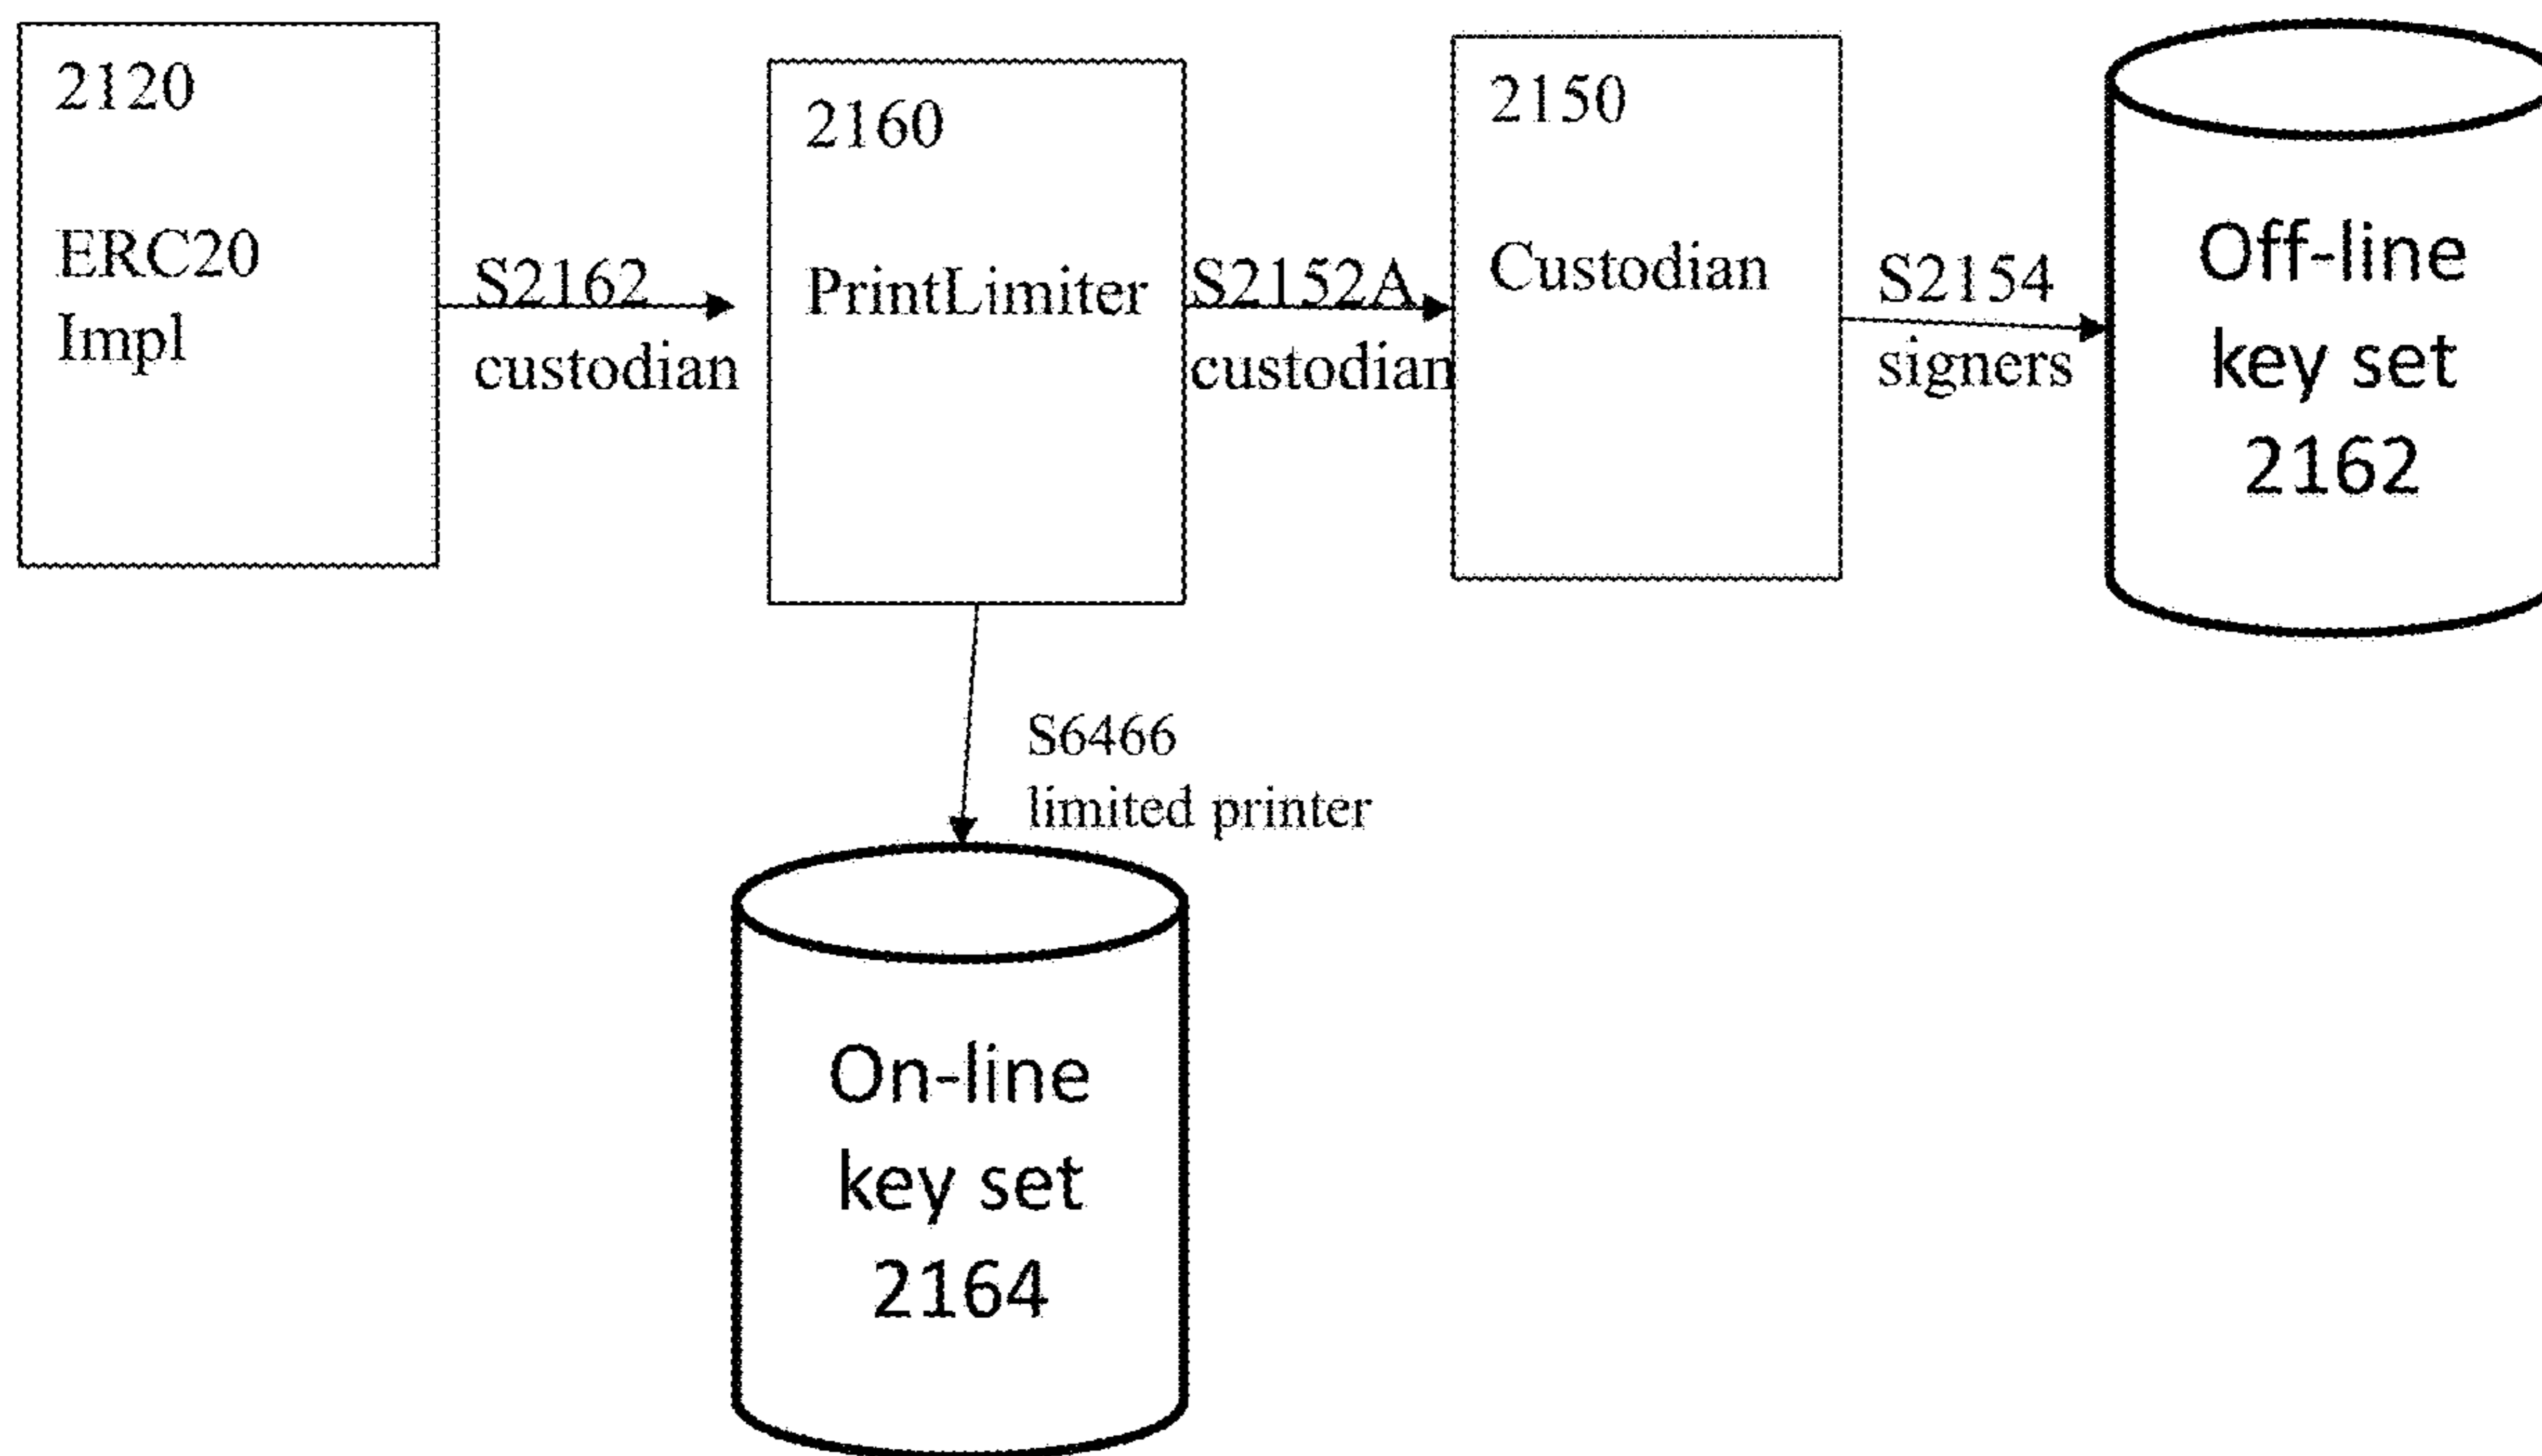 2120
ERC20
Impl
S2162
custodian
2160
PrintLimiter
S2152A
custodian
2150
Custodian
S2154
signers
Off-line
key set
2162
S6466
limited printer
On-line
key set
2164